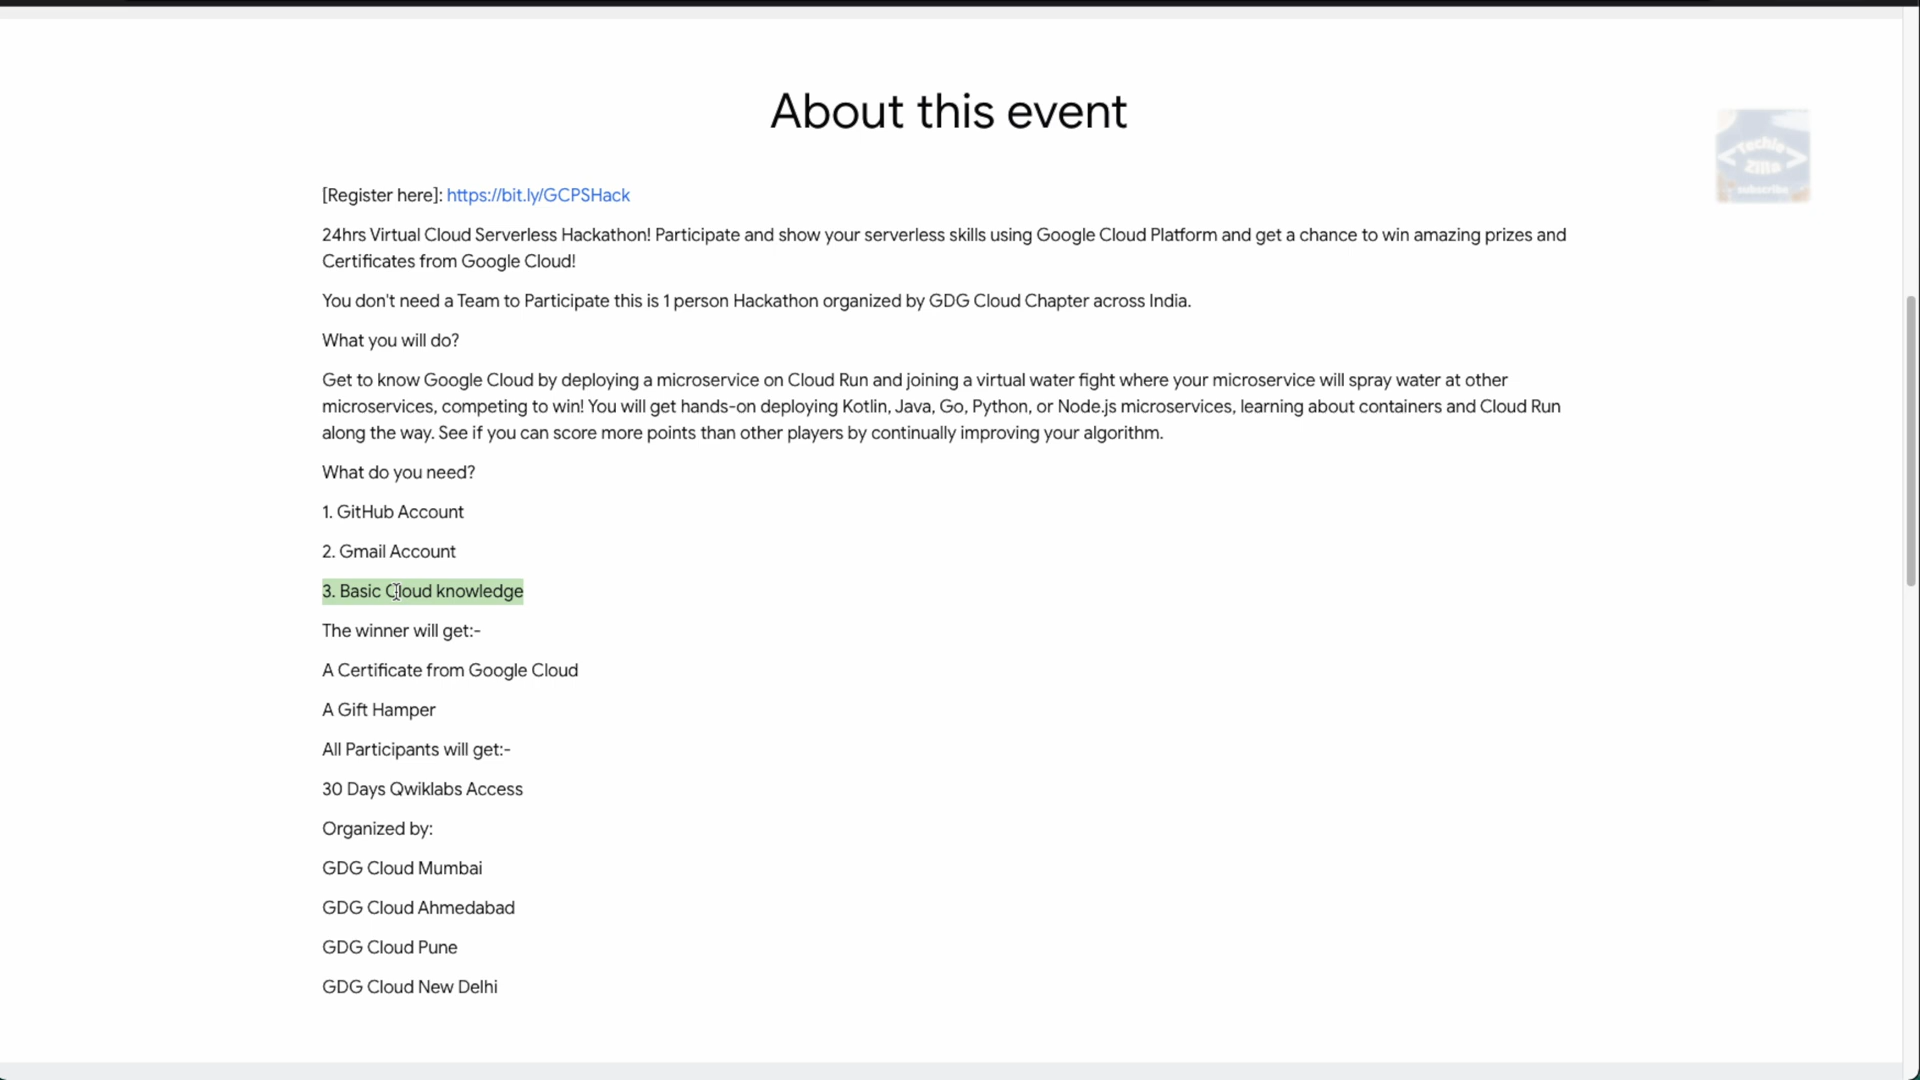 About this event
<Techie
Zilla>
subscribe
[Register here]: https://bit.ly/GCPSHack
24hrs Virtual Cloud Serverless Hackathon! Participate and show your serverless skills using Google Cloud Platform and get a chance to win amazing prizes and
Certificates from Google Cloud!
You don't need a Team to Participate this is 1 person Hackathon organized by GDG Cloud Chapter across India.
What you will do?
Get to know Google Cloud by deploying a microservice on Cloud Run and joining a virtual water fight where your microservice will spray water at other
microservices, competing to win! You will get hands-on deploying Kotlin, Java, Go, Python, or Node.js microservices, learning about containers and Cloud Run
along the way. See if you can score more points than other players by continually improving your algorithm.
What do you need?
1. GitHub Account
2. Gmail Account
3. Basic Cloud knowledge
The winner will get:-
A Certificate from Google Cloud
A Gift Hamper
All Participants will get:-
30 Days Qwiklabs Access
Organized by:
GDG Cloud Mumbai
GDG Cloud Ahmedabad
GDG Cloud Pune
GDG Cloud New Delhi